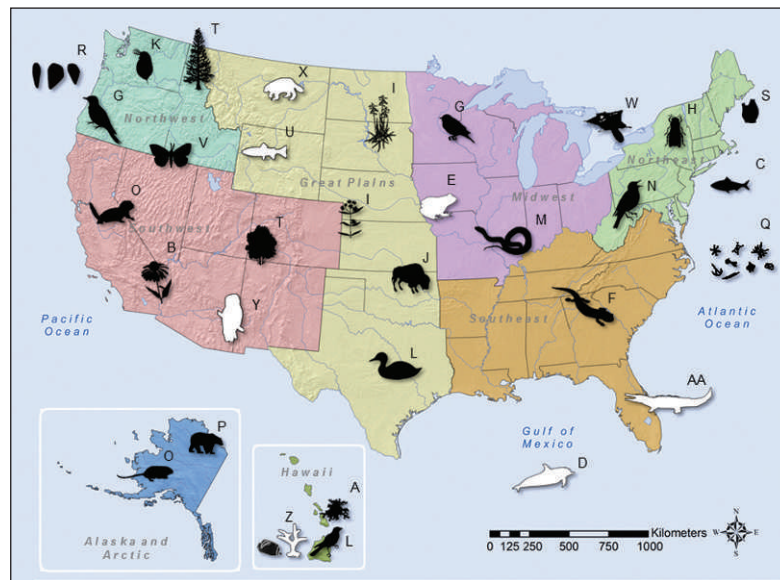 T
K
R
X
I
S
G
G
W
H
Northwest
U
V
Northeast
C
Great Plains
E
Midwest
N
O
I
Southwest
T
M
Q
B
J
F
Y
Southeast
Pacific
Ocean
Atlantic
Ocean
L
AA
Gulf of
Mexico
P
O
D
Hawaii
A
Z
L
Alaska and
Arctic
Kilometers
0 125 250 500 750 1000
N
W E
S